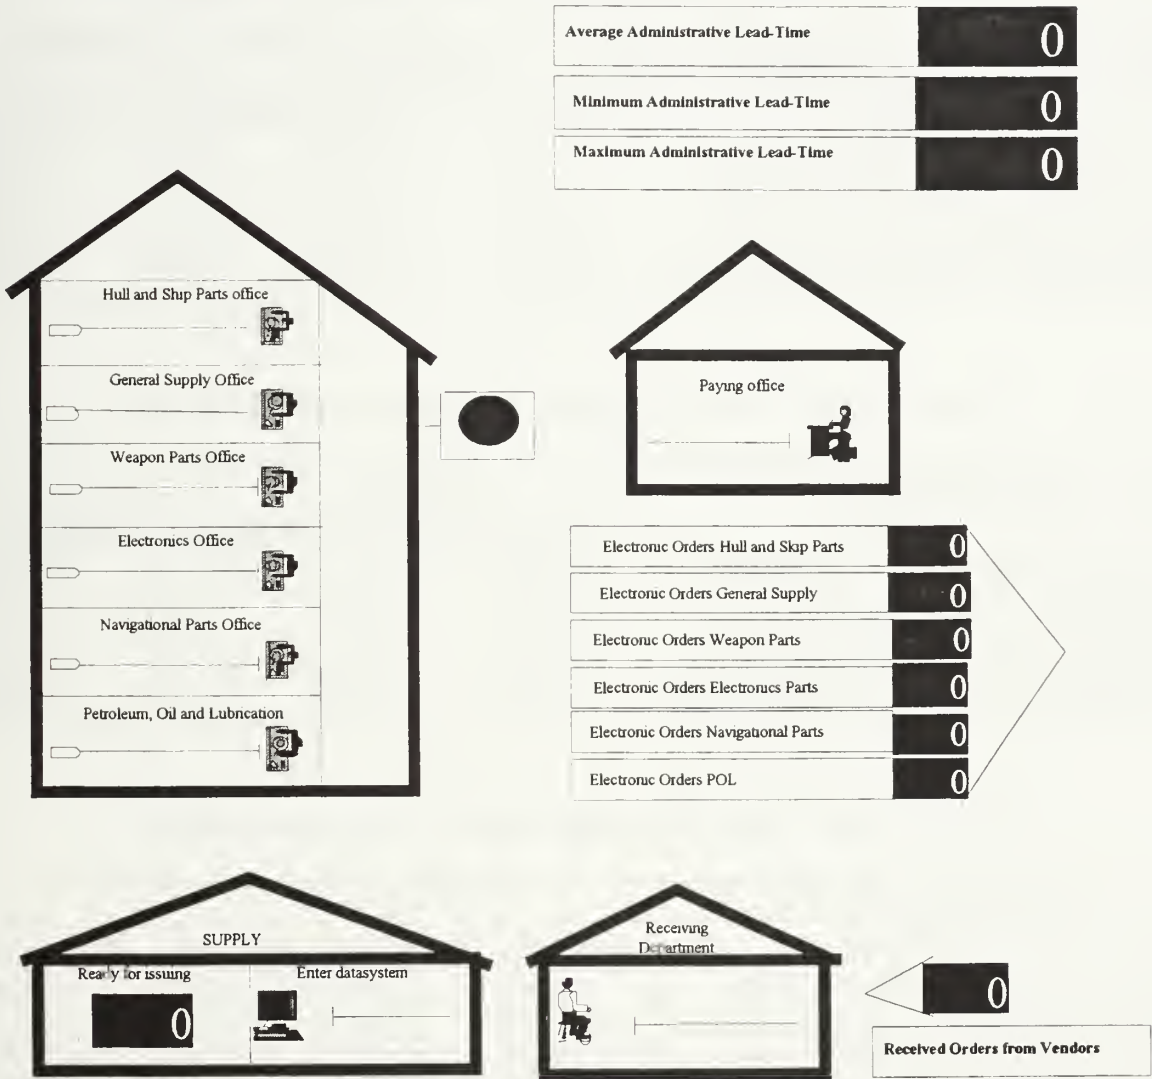 Average Administrative Lead-Time 0
Minimum Administrative Lead-Time 0
Maximum Administrative Lead-Time 0
Hull and Ship Parts office
General Supply Office
Weapon Parts Office
Electronics Office
Navigational Parts Office
Petroleum, Oil and Lubrication
Paying office
Electronic Orders Hull and Ship Parts 0
Electronic Orders General Supply 0
Electronic Orders Weapon Parts 0
Electronic Orders Electronics Parts 0
Electronic Orders Navigational Parts 0
Electronic Orders POL 0
SUPPLY
Ready for issuing
0
Enter datasystem
Receiving
Department
0
Received Orders from Vendors